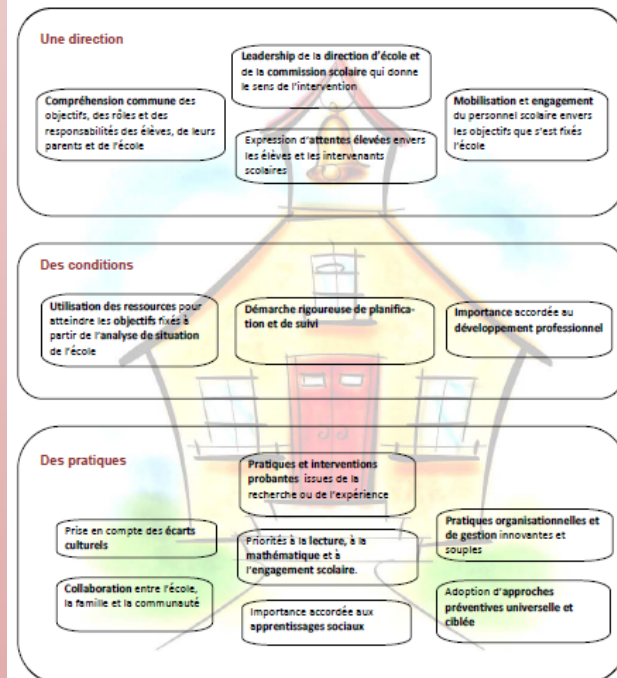 Une direction
Leadership de la direction d'école et
de la commission scolaire qui donne
le sens de l'intervention
Compréhension commune des
objectifs, des rôles et des
responsabilités des élèves, de leurs
parents et de l'école
Mobilisation et engagement
du personnel scolaire envers
les objectifs que s'est fixés
l'école
Expression d'attentes élevées envers
les élèves et les intervenants
scolaires
Des conditions
Utilisation des ressources pour
atteindre les objectifs fixés à
partir de l'analyse de situation
de l'école
Démarche rigoureuse de planifica-
tion et de suivi
Importance accordée au
développement professionnel
Des pratiques
Pratiques et interventions
probantes issues de la
recherche ou de l'expérience
Prise en compte des écarts
culturels
Priorités à la lecture, à la
mathématique et à
l'engagement scolaire.
Pratiques organisationnelles et
de gestion innovantes et
souples
Collaboration entre l'école,
la famille et la communauté
Importance accordée aux
apprentissages sociaux
Adoption d'approches
préventives universelle et
ciblée